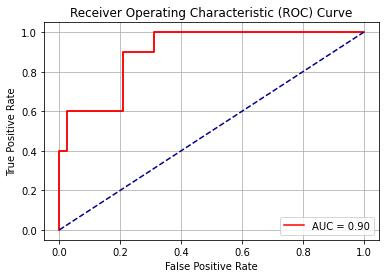 Receiver Operating Characteristic (ROC) Curve
1.0
0.8
0.6
0.4
0.2
0.0
True Positive Rate
0.0 0.2 0.4 0.6 0.8 1.0
False Positive Rate
AUC = 0.90